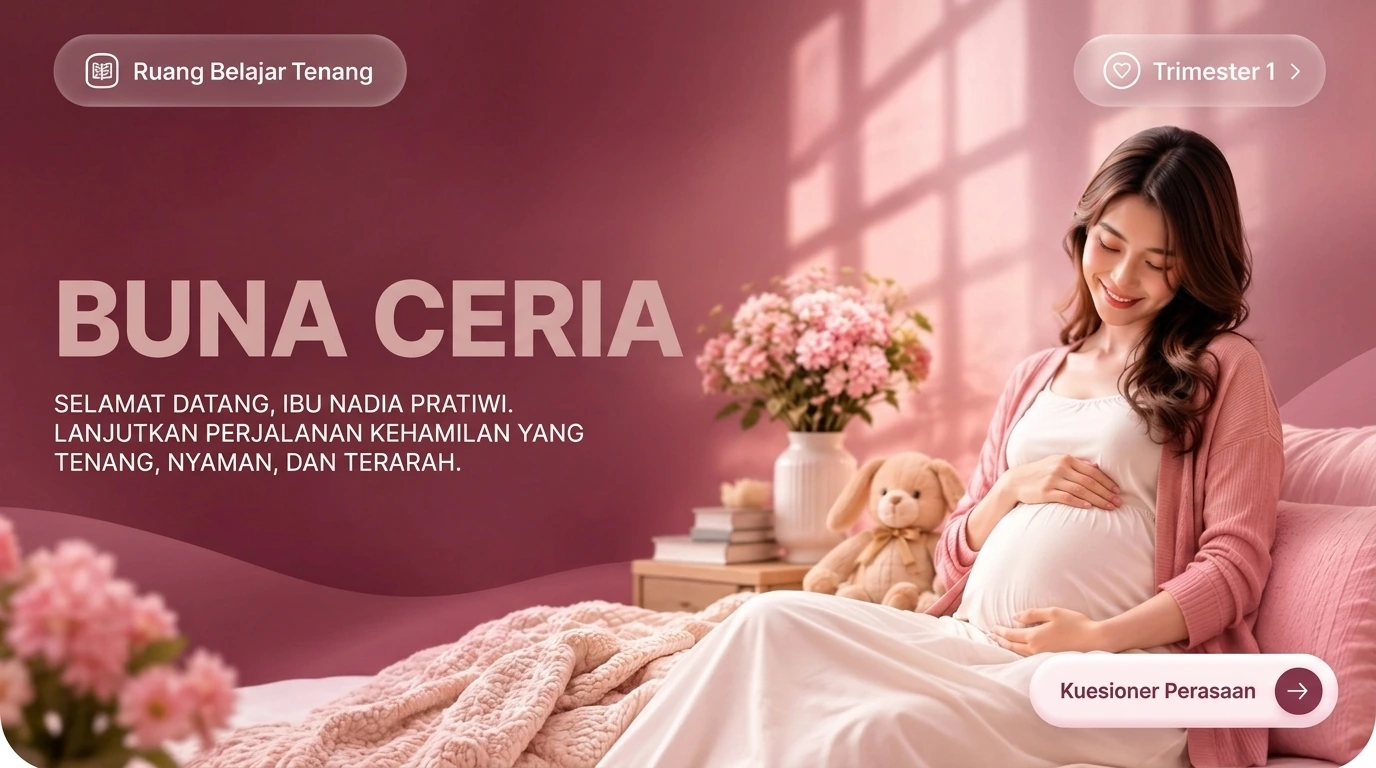 Ruang Belajar Tenang
Trimester 1
BUNA CERIA
SELAMAT DATANG, IBU NADIA PRATIWI.
LANJUTKAN PERJALANAN KEHAMILAN YANG
TENANG, NYAMAN, DAN TERARAH.
Kuesioner Perasaan